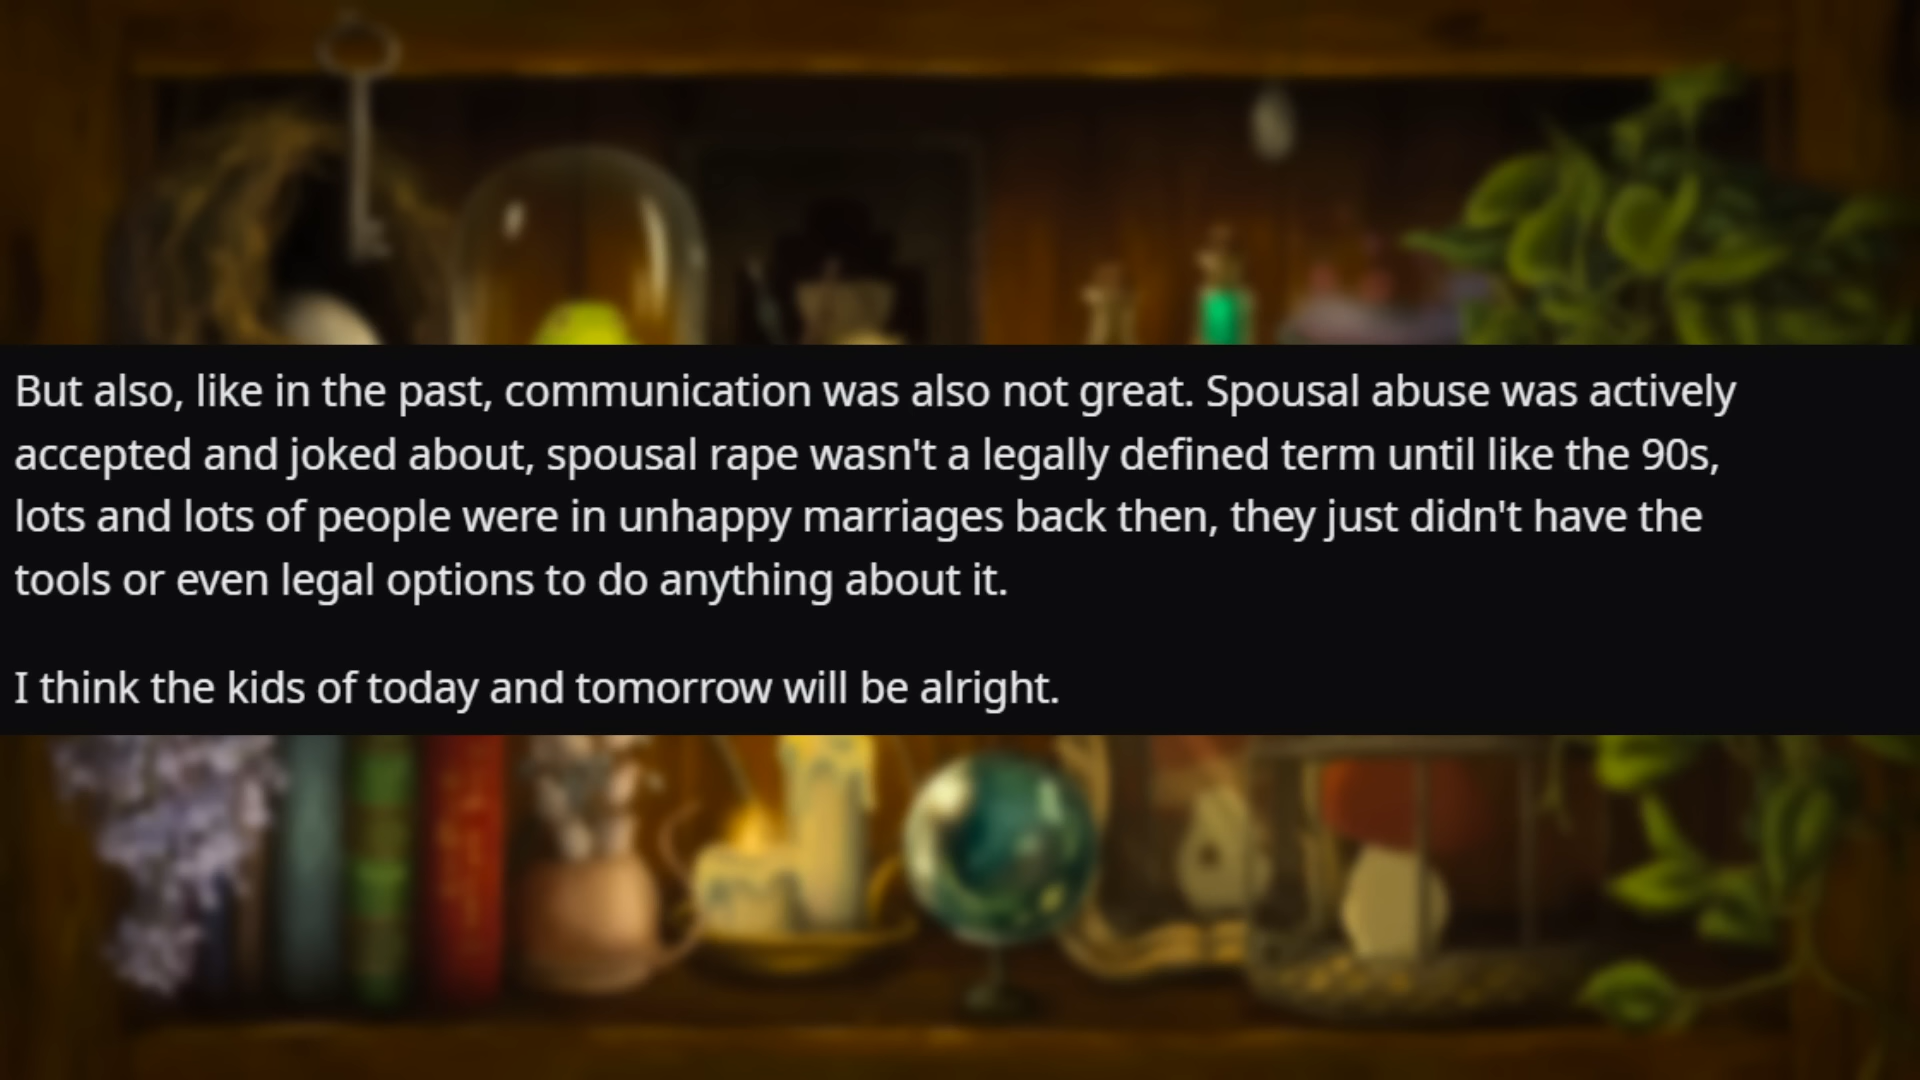 But also, like in the past, communication was also not great. Spousal abuse was actively
accepted and joked about, spousal rape wasn't a legally defined term until like the 90s,
lots and lots of people were in unhappy marriages back then, they just didn't have the
tools or even legal options to do anything about it.
I think the kids of today and tomorrow will be alright.